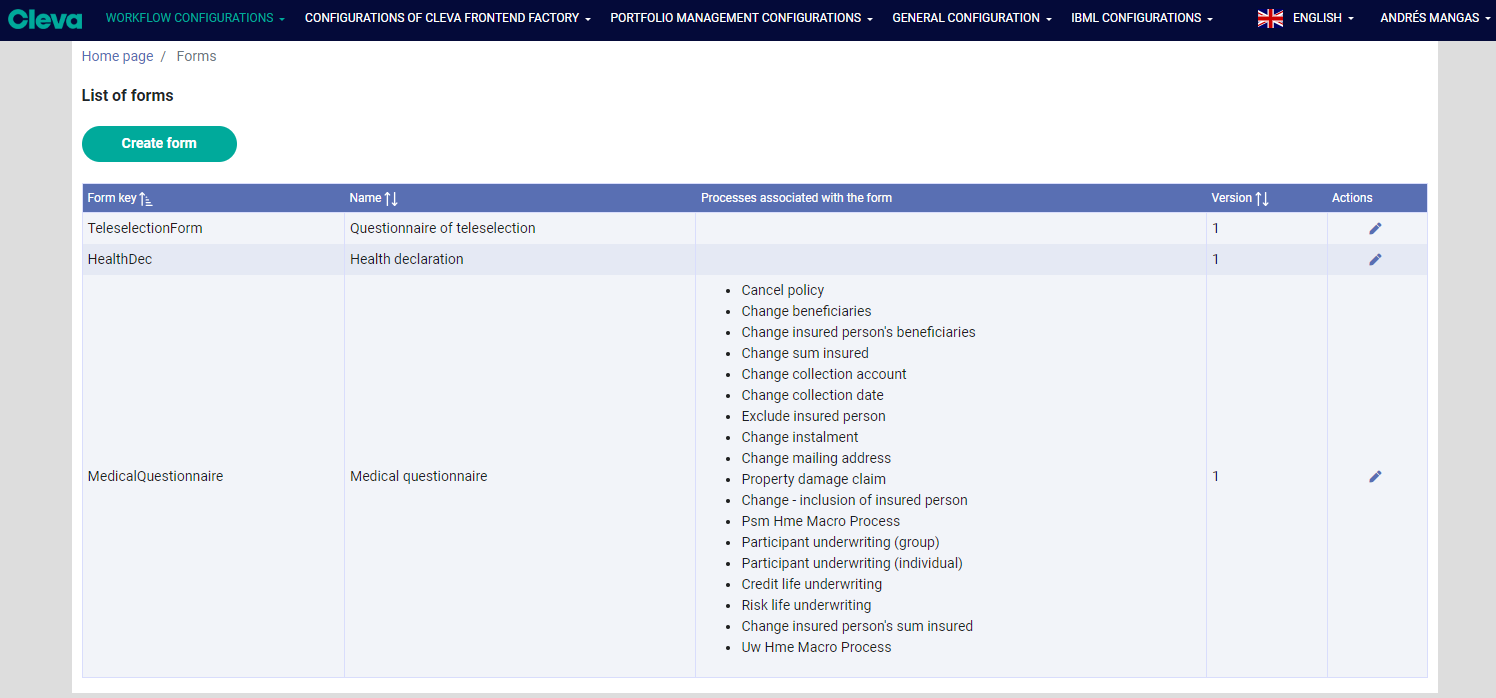 Cleva WORKFLOW CONFIGURATIONS CONFIGURATIONS OF CLEVA FRONTEND FACTORY PORTFOLIO MANAGEMENT CONFIGURATIONS GENERAL CONFIGURATION IBML CONFIGURATIONS ENGLISH ANDRÉS MANGAS
Home page / Forms
List of forms
Create form
Form key Name Processes associated with the form Version Actions
TeleselectionForm Questionnaire of teleselection 1
HealthDec Health declaration 1
MedicalQuestionnaire Medical questionnaire
• Cancel policy
• Change beneficiaries
• Change insured person's beneficiaries
• Change sum insured
• Change collection account
• Change collection date
• Exclude insured person
• Change instalment
• Change mailing address
• Property damage claim
• Change - inclusion of insured person
• Psm Hme Macro Process
• Participant underwriting (group)
• Participant underwriting (individual)
• Credit life underwriting
• Risk life underwriting
• Change insured person's sum insured
• Uw Hme Macro Process
1